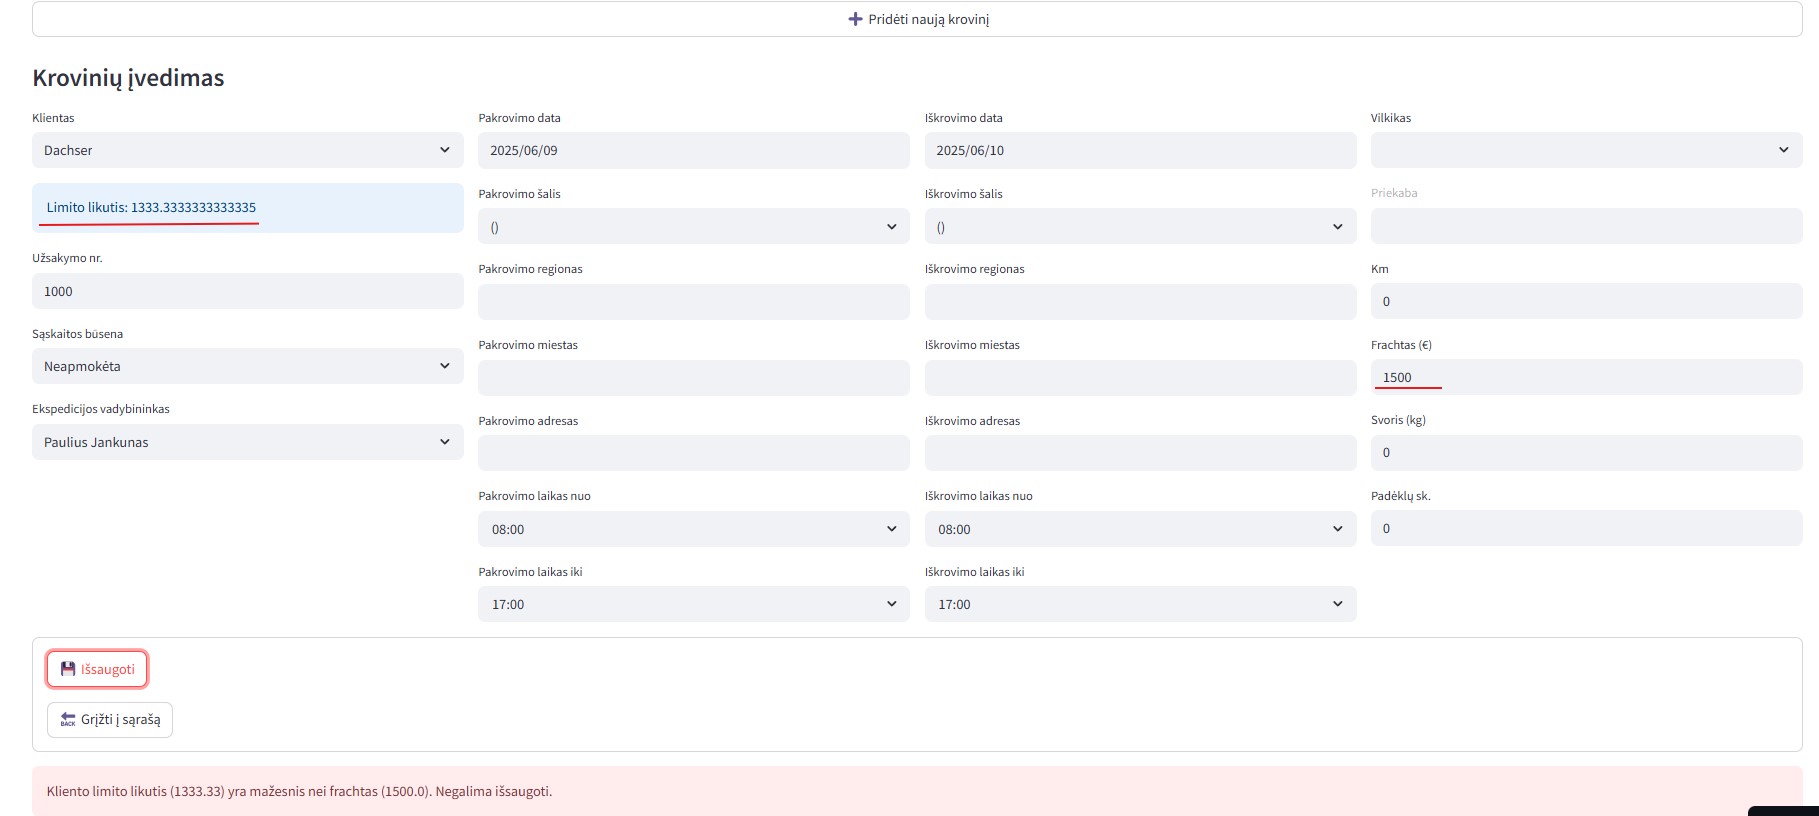 Pridėti naują krovinį
Krovinių įvedimas
Klientas
Dachser
Limito likutis: 1333.3333333333335
Užsakymo nr.
1000
Sąskaitos būsena
Neapmokėta
Ekspedicijos vadybininkas
Paulius Jankunas
Pakrovimo data
2025/06/09
Pakrovimo šalis
()
Pakrovimo regionas
Pakrovimo miestas
Pakrovimo adresas
Pakrovimo laikas nuo
08:00
Pakrovimo laikas iki
17:00
Iškrovimo data
2025/06/10
Iškrovimo šalis
()
Iškrovimo regionas
Iškrovimo miestas
Iškrovimo adresas
Iškrovimo laikas nuo
08:00
Iškrovimo laikas iki
17:00
Vilkikas
Priekaba
Km
0
Frachtas (€)
1500
Svoris (kg)
0
Padėklų sk.
0
Išsaugoti
BACK Grįžti į sąrašą
Kliento limito likutis (1333.33) yra mažesnis nei frachtas (1500.0). Negalima išsaugoti.